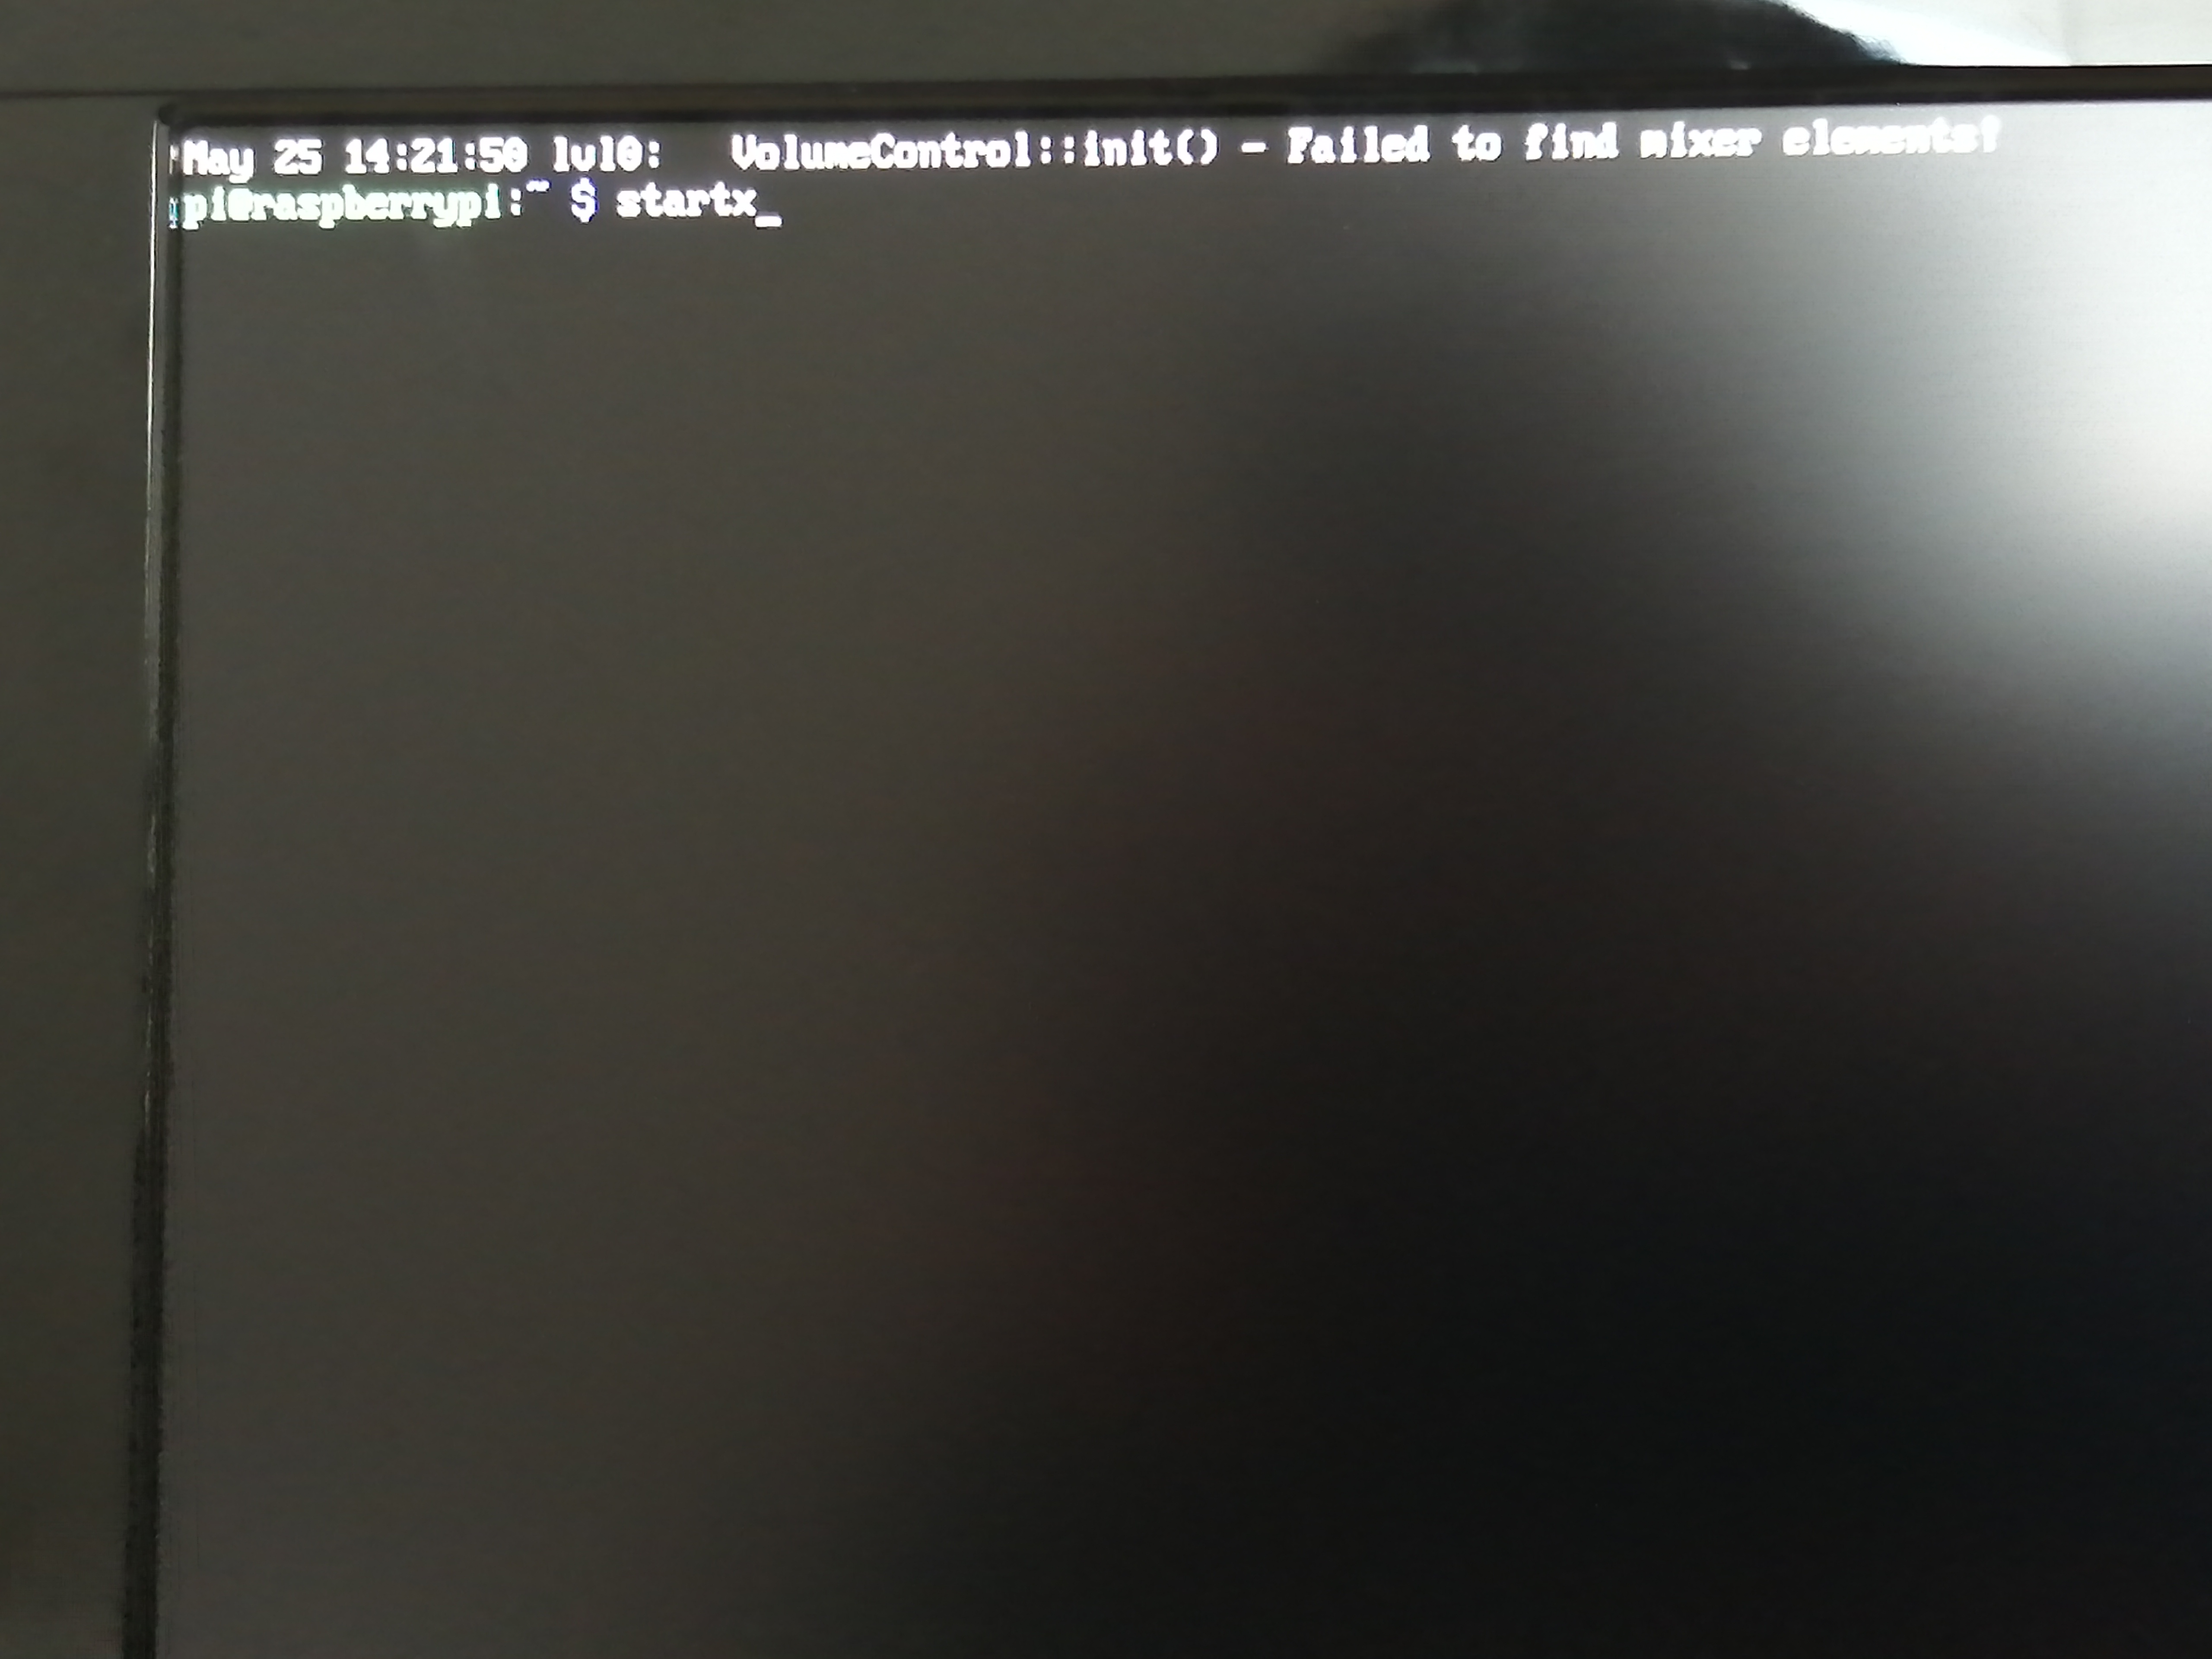 May 25 14:21:50 lvl0:   VolumeControl::init() - Failed to find mixer elements!
pi@raspberrypi:~ $ startx_